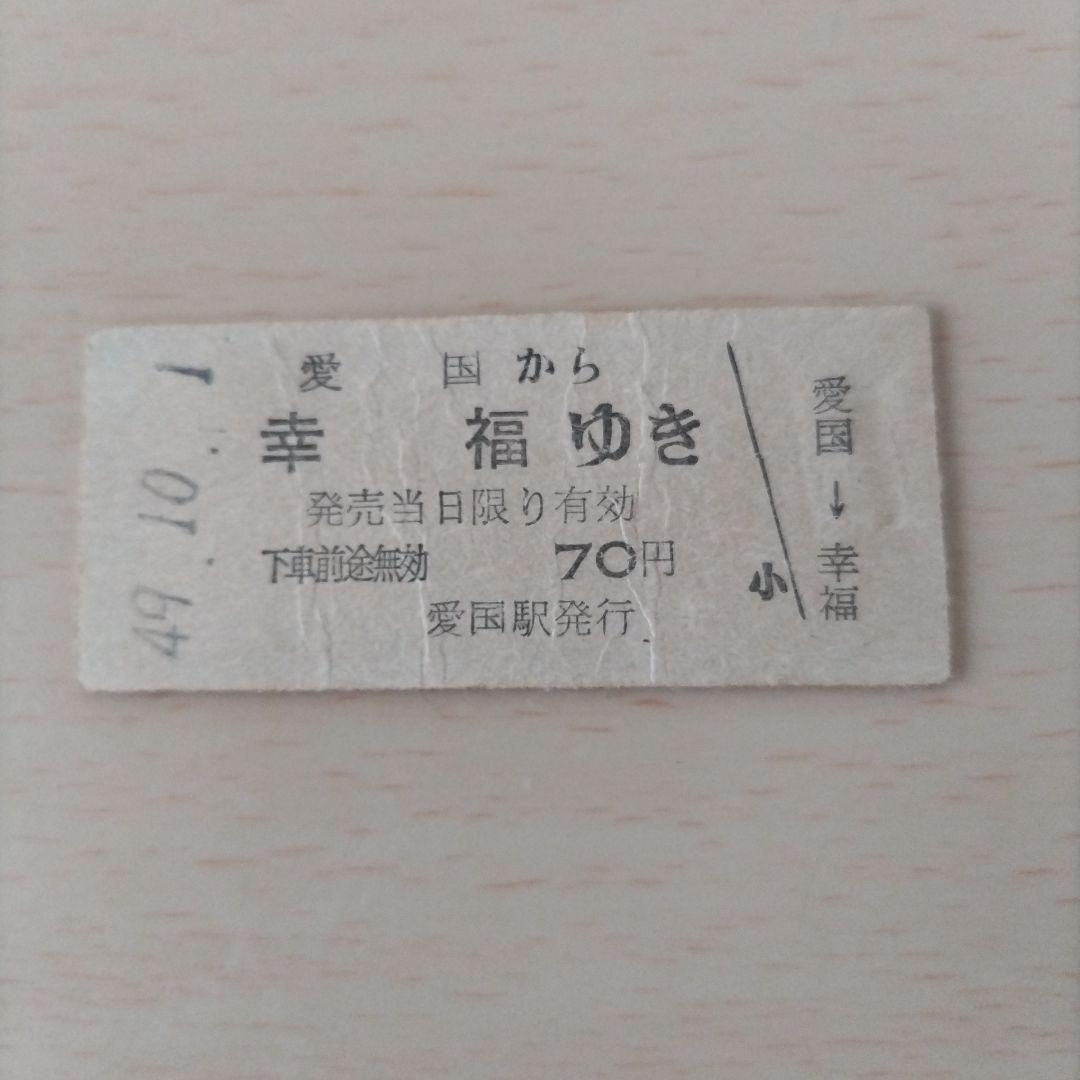 49.10.1
愛国から
幸福ゆき
発売当日限り有効
下車前途無効 70円
愛国駅発行
小
愛国→幸福